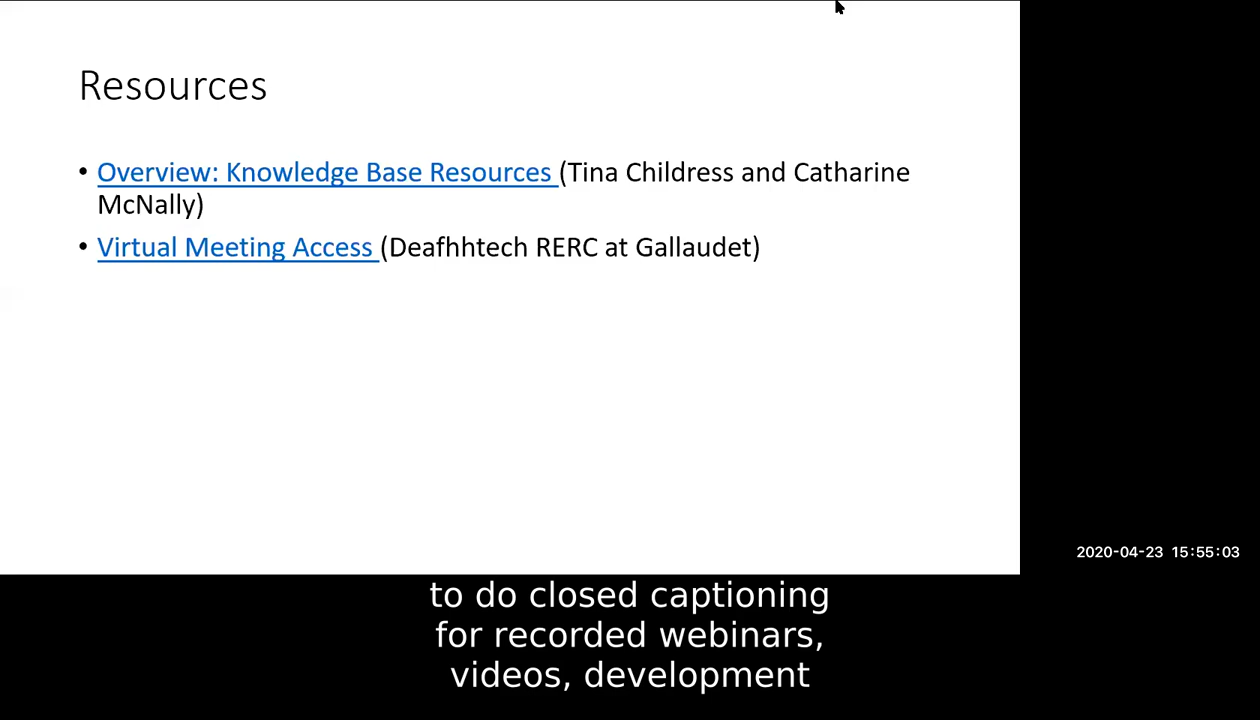 Resources
• Overview: Knowledge Base Resources (Tina Childress and Catharine
McNally)
• Virtual Meeting Access (Deafhhtech RERC at Gallaudet)
2020-04-23 15:55:03
to do closed captioning
for recorded webinars,
videos, development